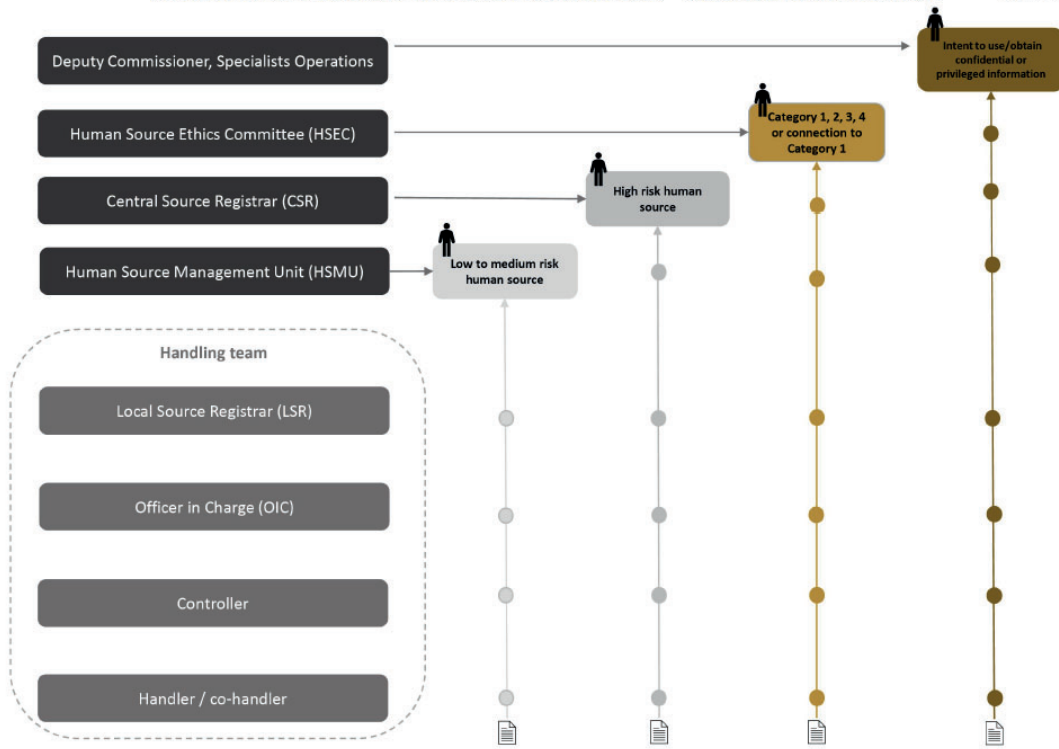 Deputy Commissioner, Specialists Operations
Intent to use/obtain
confidential or
privileged information
Human Source Ethics Committee (HSEC)
Category 1, 2, 3, 4
or connection to
Category 1
Central Source Registrar (CSR)
High risk human
source
Human Source Management Unit (HSMU)
Low to medium risk
human source
Handling team
Local Source Registrar (LSR)
Officer in Charge (OIC)
Controller
Handler / co-handler